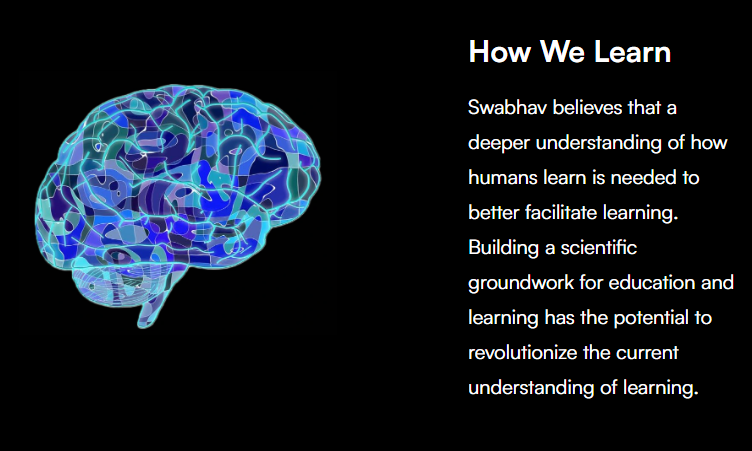 How We Learn
Swabhav believes that a
deeper understanding of how
humans learn is needed to
better facilitate learning.
Building a scientific
groundwork for education and
learning has the potential to
revolutionize the current
understanding of learning.